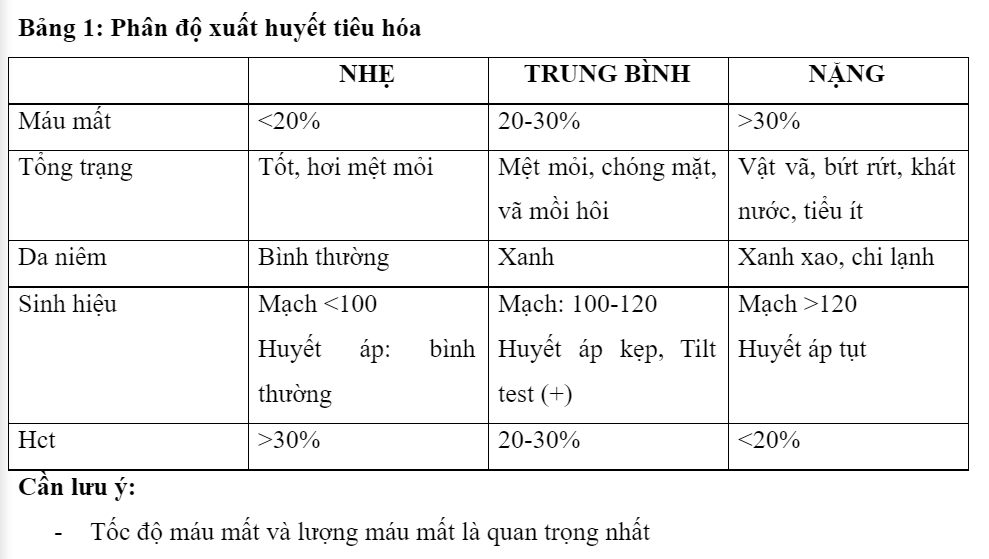 Bảng 1: Phân độ xuất huyết tiêu hóa
NHẸ TRUNG BÌNH NẶNG
Máu mất <20% 20-30% >30%
Tổng trạng Tốt, hơi mệt mỏi Mệt mỏi, chóng mặt, Vật vã, bứt rứt, khát
vã mồi hôi nước, tiểu ít
Da niêm Bình thường Xanh Xanh xao, chi lạnh
Sinh hiệu Mạch <100 Mạch: 100-120 Mạch >120
Huyết áp: bình Huyết áp kẹp, Tilt Huyết áp tụt
thường test (+)
Hct >30% 20-30% <20%
Cần lưu ý:
- Tốc độ máu mất và lượng máu mất là quan trọng nhất